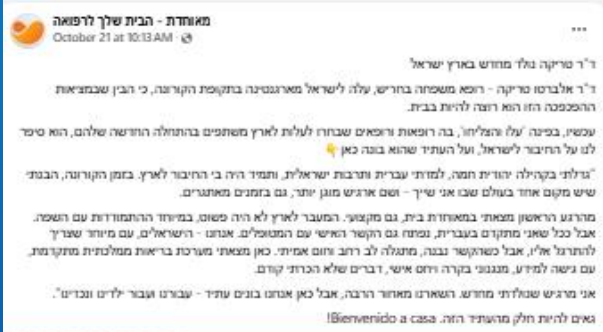 מאוחדת - הבית שלך לרפואה
October 21 at 10:13 AM ·
ד"ר טריקה נולד מחדש בארץ ישראל
ד"ר אלברטו טריקה - רופא משפחה בחריש, עלה לישראל מארגנטינה בתקופת הקורונה, כי הבין שבמציאות
ההפכפכה הזו הוא רוצה להיות בבית.
עכשיו, בפינה 'עלו והצליחו', בה רופאות ורופאים שבחרו לעלות לארץ משתפים בהתחלה החדשה שלהם, הוא סיפר
לנו על החיבור לישראל, ועל העתיד שהוא בונה כאן 👇
"גדלתי בקהילה יהודית חמה, למדתי עברית ותרבות ישראלית, ותמיד היה בי החיבור לארץ. בזמן הקורונה, הבנתי
שיש מקום אחד בעולם שבו אני שייך - ושם ארגיש מוגן יותר, גם בזמנים מאתגרים.
מהרגע הראשון מצאתי במאוחדת בית, גם מקצועי. המעבר לארץ לא היה פשוט, במיוחד ההתמודדות עם השפה.
אבל ככל שאני מתקדם בעברית, נפתח גם הקשר האישי עם המטופלים. אנחנו - הישראלים, עם מיוחד שצריך
להתרגל אליו, אבל כשהקשר נבנה, מתגלה לב רחב וחום אמיתי. כאן מצאתי מערכת בריאות ממלכתית מתקדמת,
עם גישה למידע, מנגנוני בקרה ויחס אישי, דברים שלא הכרתי קודם.
אני מרגיש שנולדתי מחדש. השארנו מאחור הרבה, אבל כאן אנחנו בונים עתיד - עבורנו ועבור ילדינו ונכדינו".
גאים להיות חלק מהעתיד הזה. Bienvenido a casa!